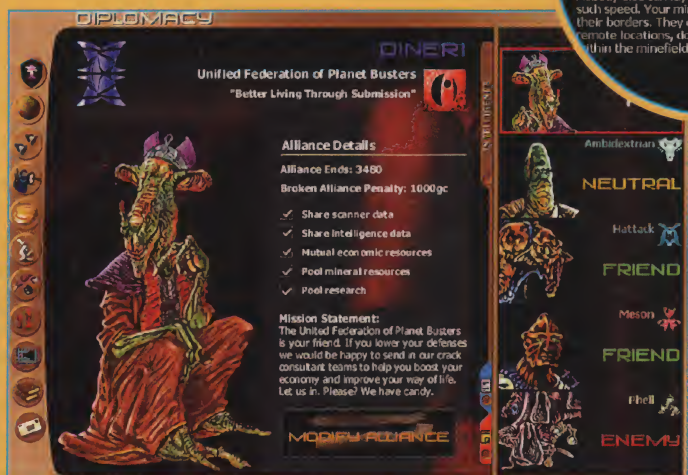 DIPLOMACY
such speed. Your
their borders. They
remote locations,
within the minefield
PINERI
Unified Federation of Planet Busters
"Better Living Through Submission"
INTELLIGENCE
Alliance Details
Alliance Ends: 3460
Broken Alliance Penalty: 1000gc
Share scanner data
Share intelligence data
Mutual economic resources
Pool mineral resources
Pool research
Mission Statement:
The United Federation of Planet Busters
is your friend. If you lower your defenses
we would be happy to send in our crack
consultant teams to help you boost your
economy and improve your way of life.
Let us in. Please? We have candy.
MODIFY ALLIANCE
Ambidextrian
NEUTRAL
Hattack
FRIEND
Meson
FRIEND
Phell
ENEMY